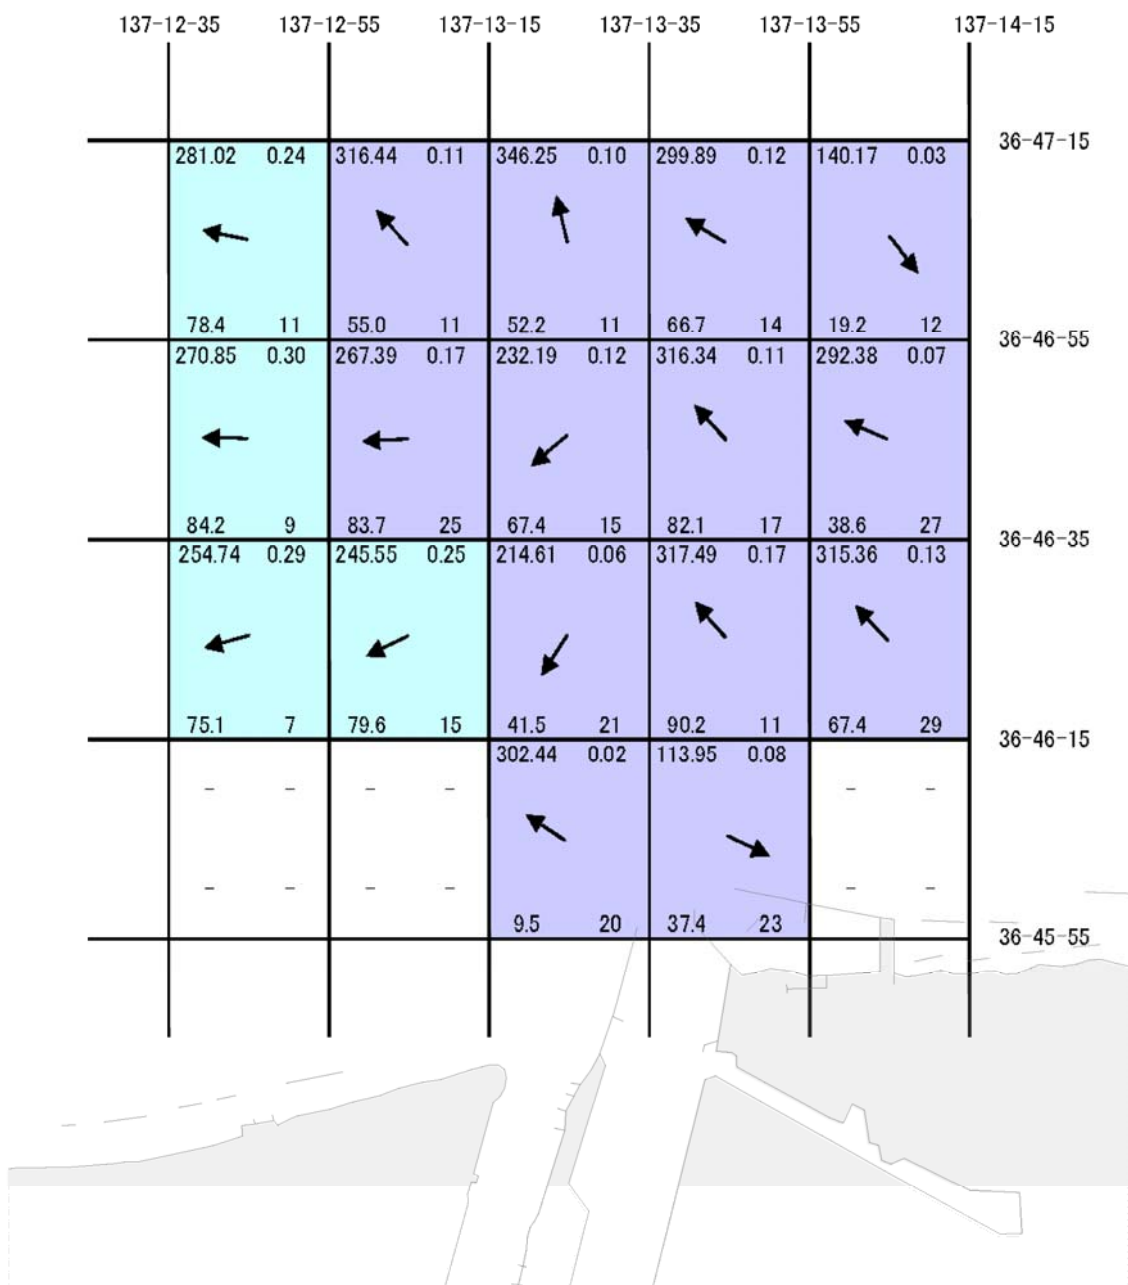 137-12-35 137-12-55 137-13-15 137-13-35 137-13-55 137-14-15
36-47-15
281.02 0.24 316.44 0.11 346.25 0.10 299.89 0.12 140.17 0.03
78.4 11 55.0 11 52.2 11 66.7 14 19.2 12
36-46-55
270.85 0.30 267.39 0.17 232.19 0.12 316.34 0.11 292.38 0.07
84.2 9 83.7 25 67.4 15 82.1 17 38.6 27
36-46-35
254.74 0.29 245.55 0.25 214.61 0.06 317.49 0.17 315.36 0.13
75.1 7 79.6 15 41.5 21 90.2 11 67.4 29
36-46-15
302.44 0.02 113.95 0.08
- - - - - -
- - - - - -
9.5 20 37.4 23
36-45-55